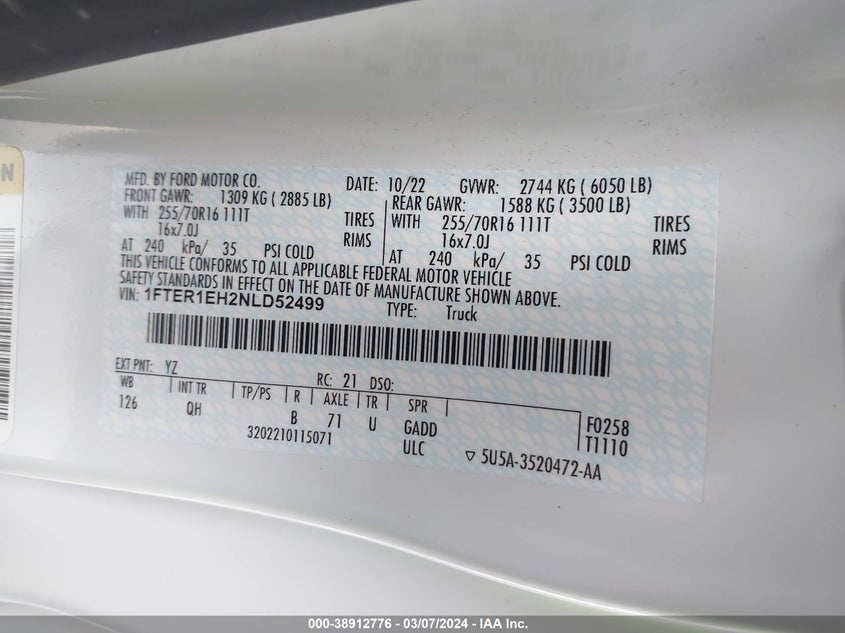 ON
MFD. BY FORD MOTOR CO.
DATE: 10/22 GVWR: 2744 KG ( 6050 LB)
FRONT GAWR: 1309 KG ( 2885 LB)
WITH 255/70R16 111T TIRES
16x7.0J RIMS
AT 240 kPa/ 35 PSI COLD
REAR GAWR: 1588 KG ( 3500 LB)
WITH 255/70R16 111T TIRES
16x7.0J RIMS
AT 240 kPa/ 35 PSI COLD
THIS VEHICLE CONFORMS TO ALL APPLICABLE FEDERAL MOTOR VEHICLE
SAFETY STANDARDS IN EFFECT ON THE DATE OF MANUFACTURE SHOWN ABOVE.
VIN: 1FTER1EH2NLD52499 TYPE: Truck
EXT PNT: YZ RC: 21 DSO:
WB INT TR TP/PS R AXLE TR SPR
126 QH B 71 U GADD
3202210115071 ULC
F0258
T1110
▽ 5U5A-3520472-AA
000-38912776 - 03/07/2024 - IAA Inc.